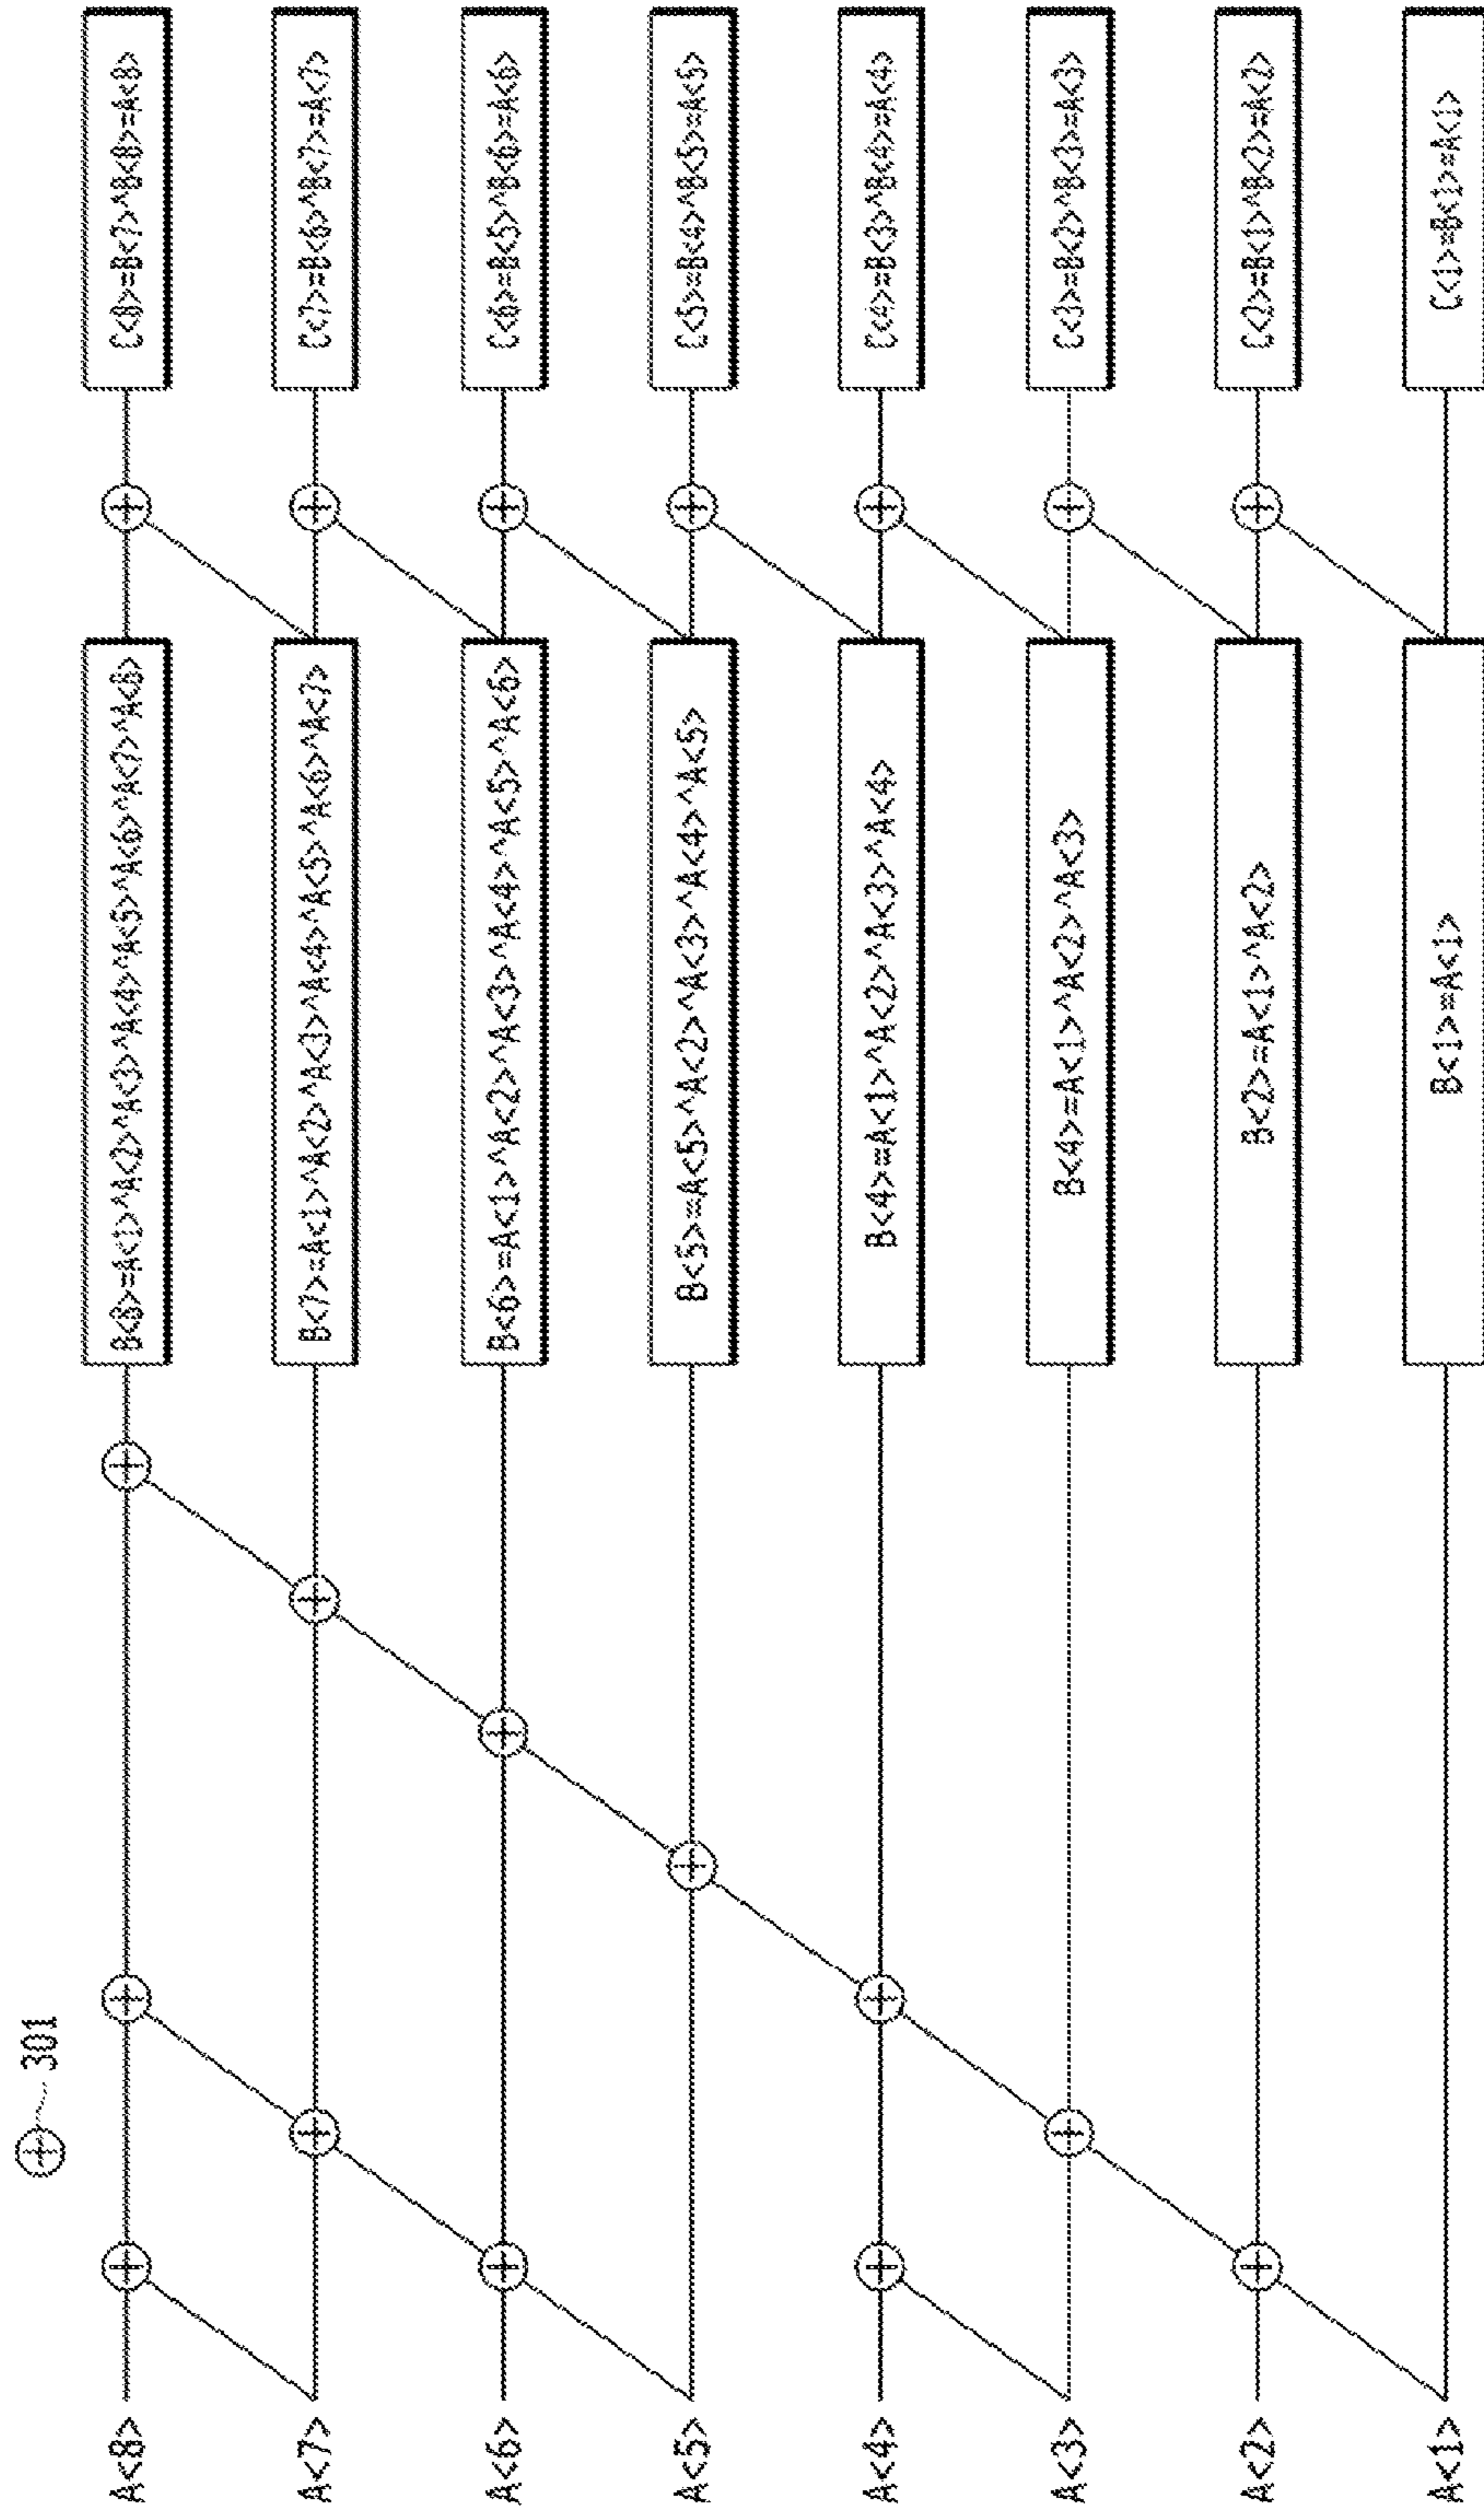 301
A<8>
B<8>=A<1>^A<2>^A<3>^A<4>^A<5>^A<6>^A<7>^A<8>
C<8>=B<7>^B<8>=A<8>
A<7>
B<7>=A<1>^A<2>^A<3>^A<4>^A<5>^A<6>^A<7>
C<7>=B<6>^B<7>=A<7>
A<6>
B<6>=A<1>^A<2>^A<3>^A<4>^A<5>^A<6>
C<6>=B<5>^B<6>=A<6>
A<5>
B<5>=A<5>^A<2>^A<3>^A<4>^A<5>
C<5>=B<4>^B<5>=A<5>
A<4>
B<4>=A<1>^A<2>^A<3>^A<4>
C<4>=B<3>^B<4>=A<4>
A<3>
B<4>=A<1>^A<2>^A<3>
C<3>=B<2>^B<3>=A<3>
A<2>
B<2>=A<1>^A<2>
C<2>=B<1>^B<2>=A<2>
A<1>
B<1>=A<1>
C<1>=B<1>=A<1>